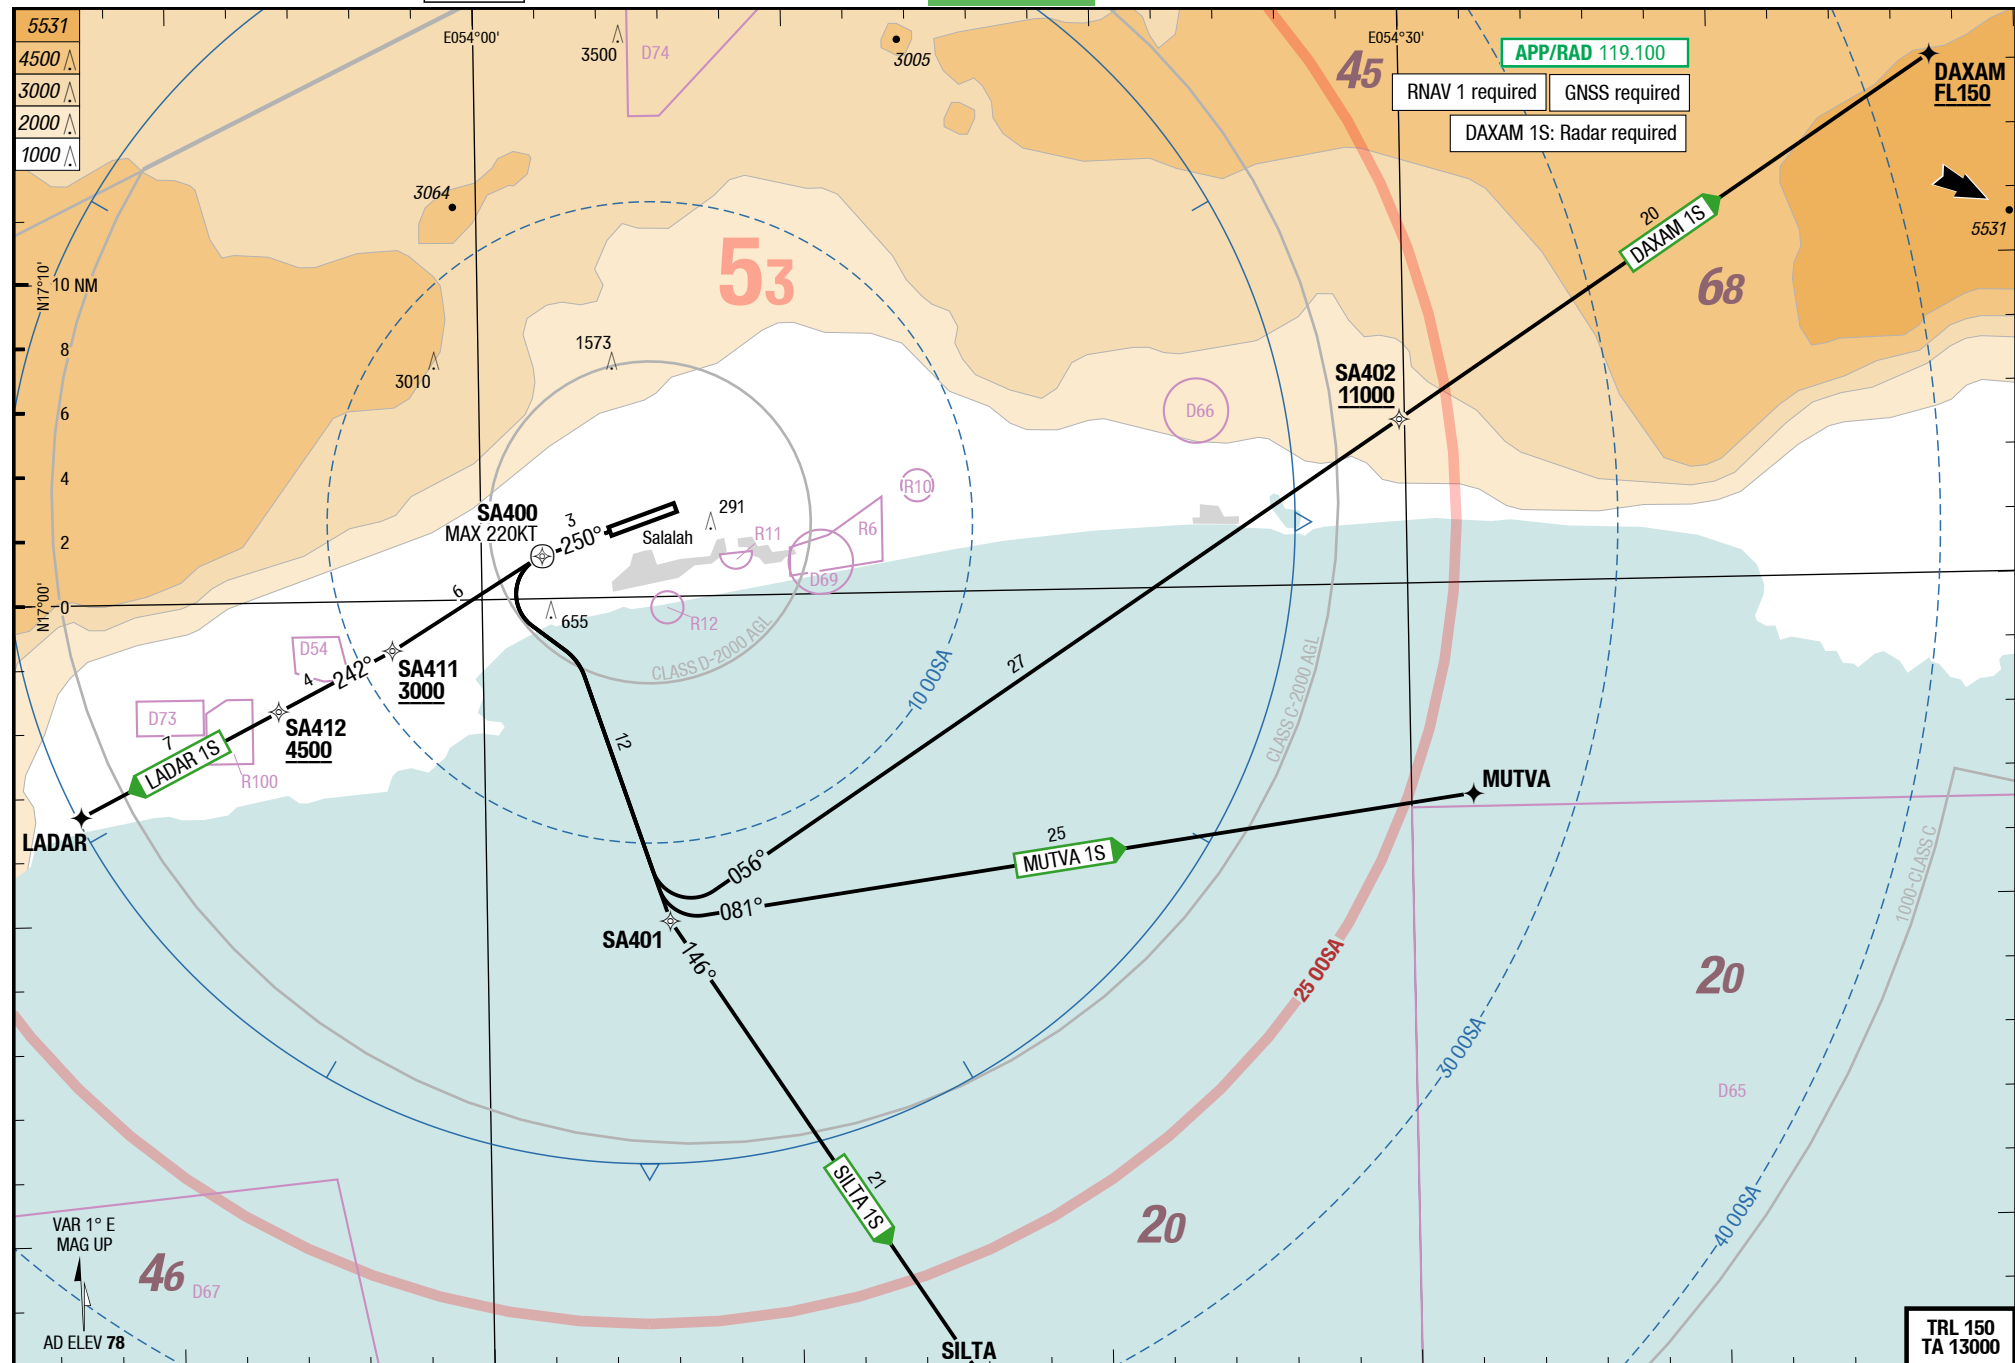 5531
4500
3000
2000
1000
E054°00'
3500
D74
3005
E054°30'
45
APP/RAD 119.100
RNAV 1 required
GNSS required
DAXAM 1S: Radar required
DAXAM
FL150
5531
3064
20
DAXAM 1S
68
53
N17°10'
10 NM
8
6
4
2
0
N17°00'
3010
1573
SA402
11000
D66
SA400
MAX 220KT
3
250°
Salalah
291
R11
R10
R6
D69
R12
655
CLASS D-2000 AGL
6
D54
242°
4
SA411
3000
D73
SA412
4500
7
LADAR 1S
R100
LADAR
10 OOSA
27
12
CLASS C-2000 AGL
MUTVA
25
MUTVA 1S
056°
081°
SA401
146°
1000-CLASS C
25 OOSA
20
30 OOSA
D65
21
SILTA 1S
20
40 OOSA
VAR 1° E
MAG UP
46
D67
AD ELEV 78
SILTA
TRL 150
TA 13000